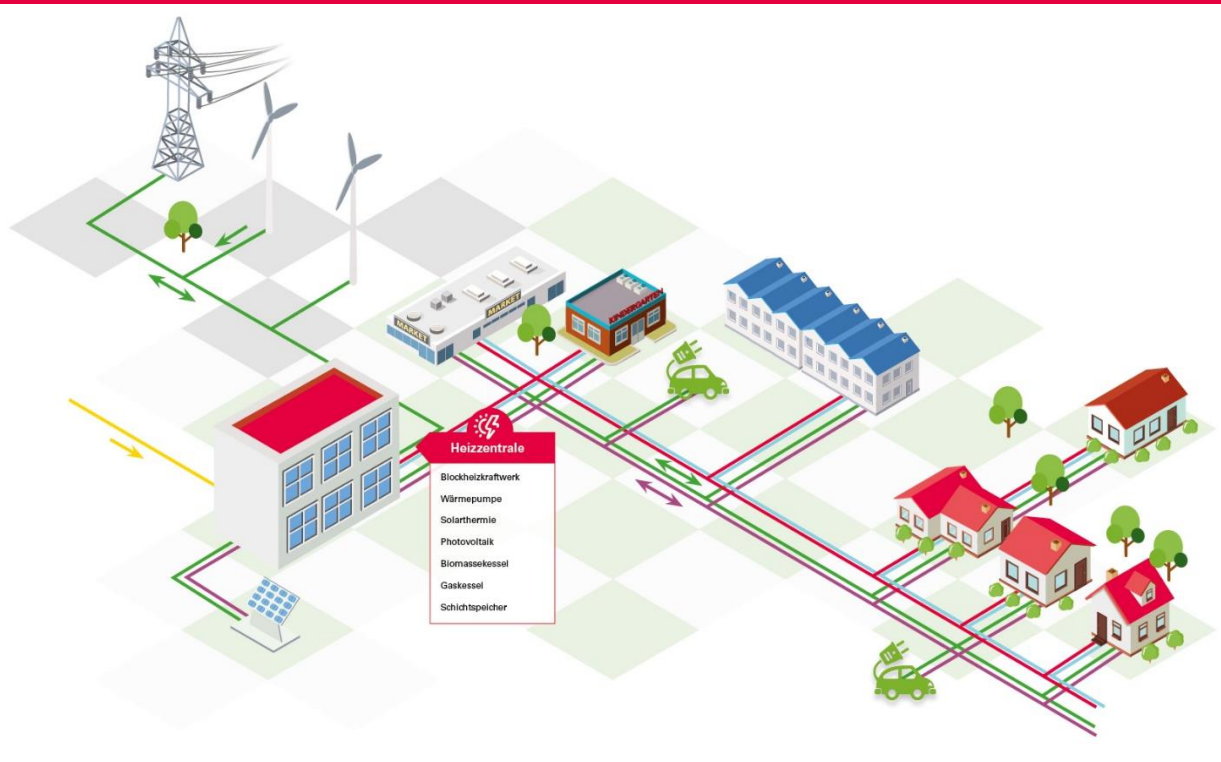 MARKET
MARKET
KINDERGARTEN
Heizzentrale
Blockheizkraftwerk
Wärmepumpe
Solarthermie
Photovoltaik
Biomassekessel
Gaskessel
Schichtspeicher